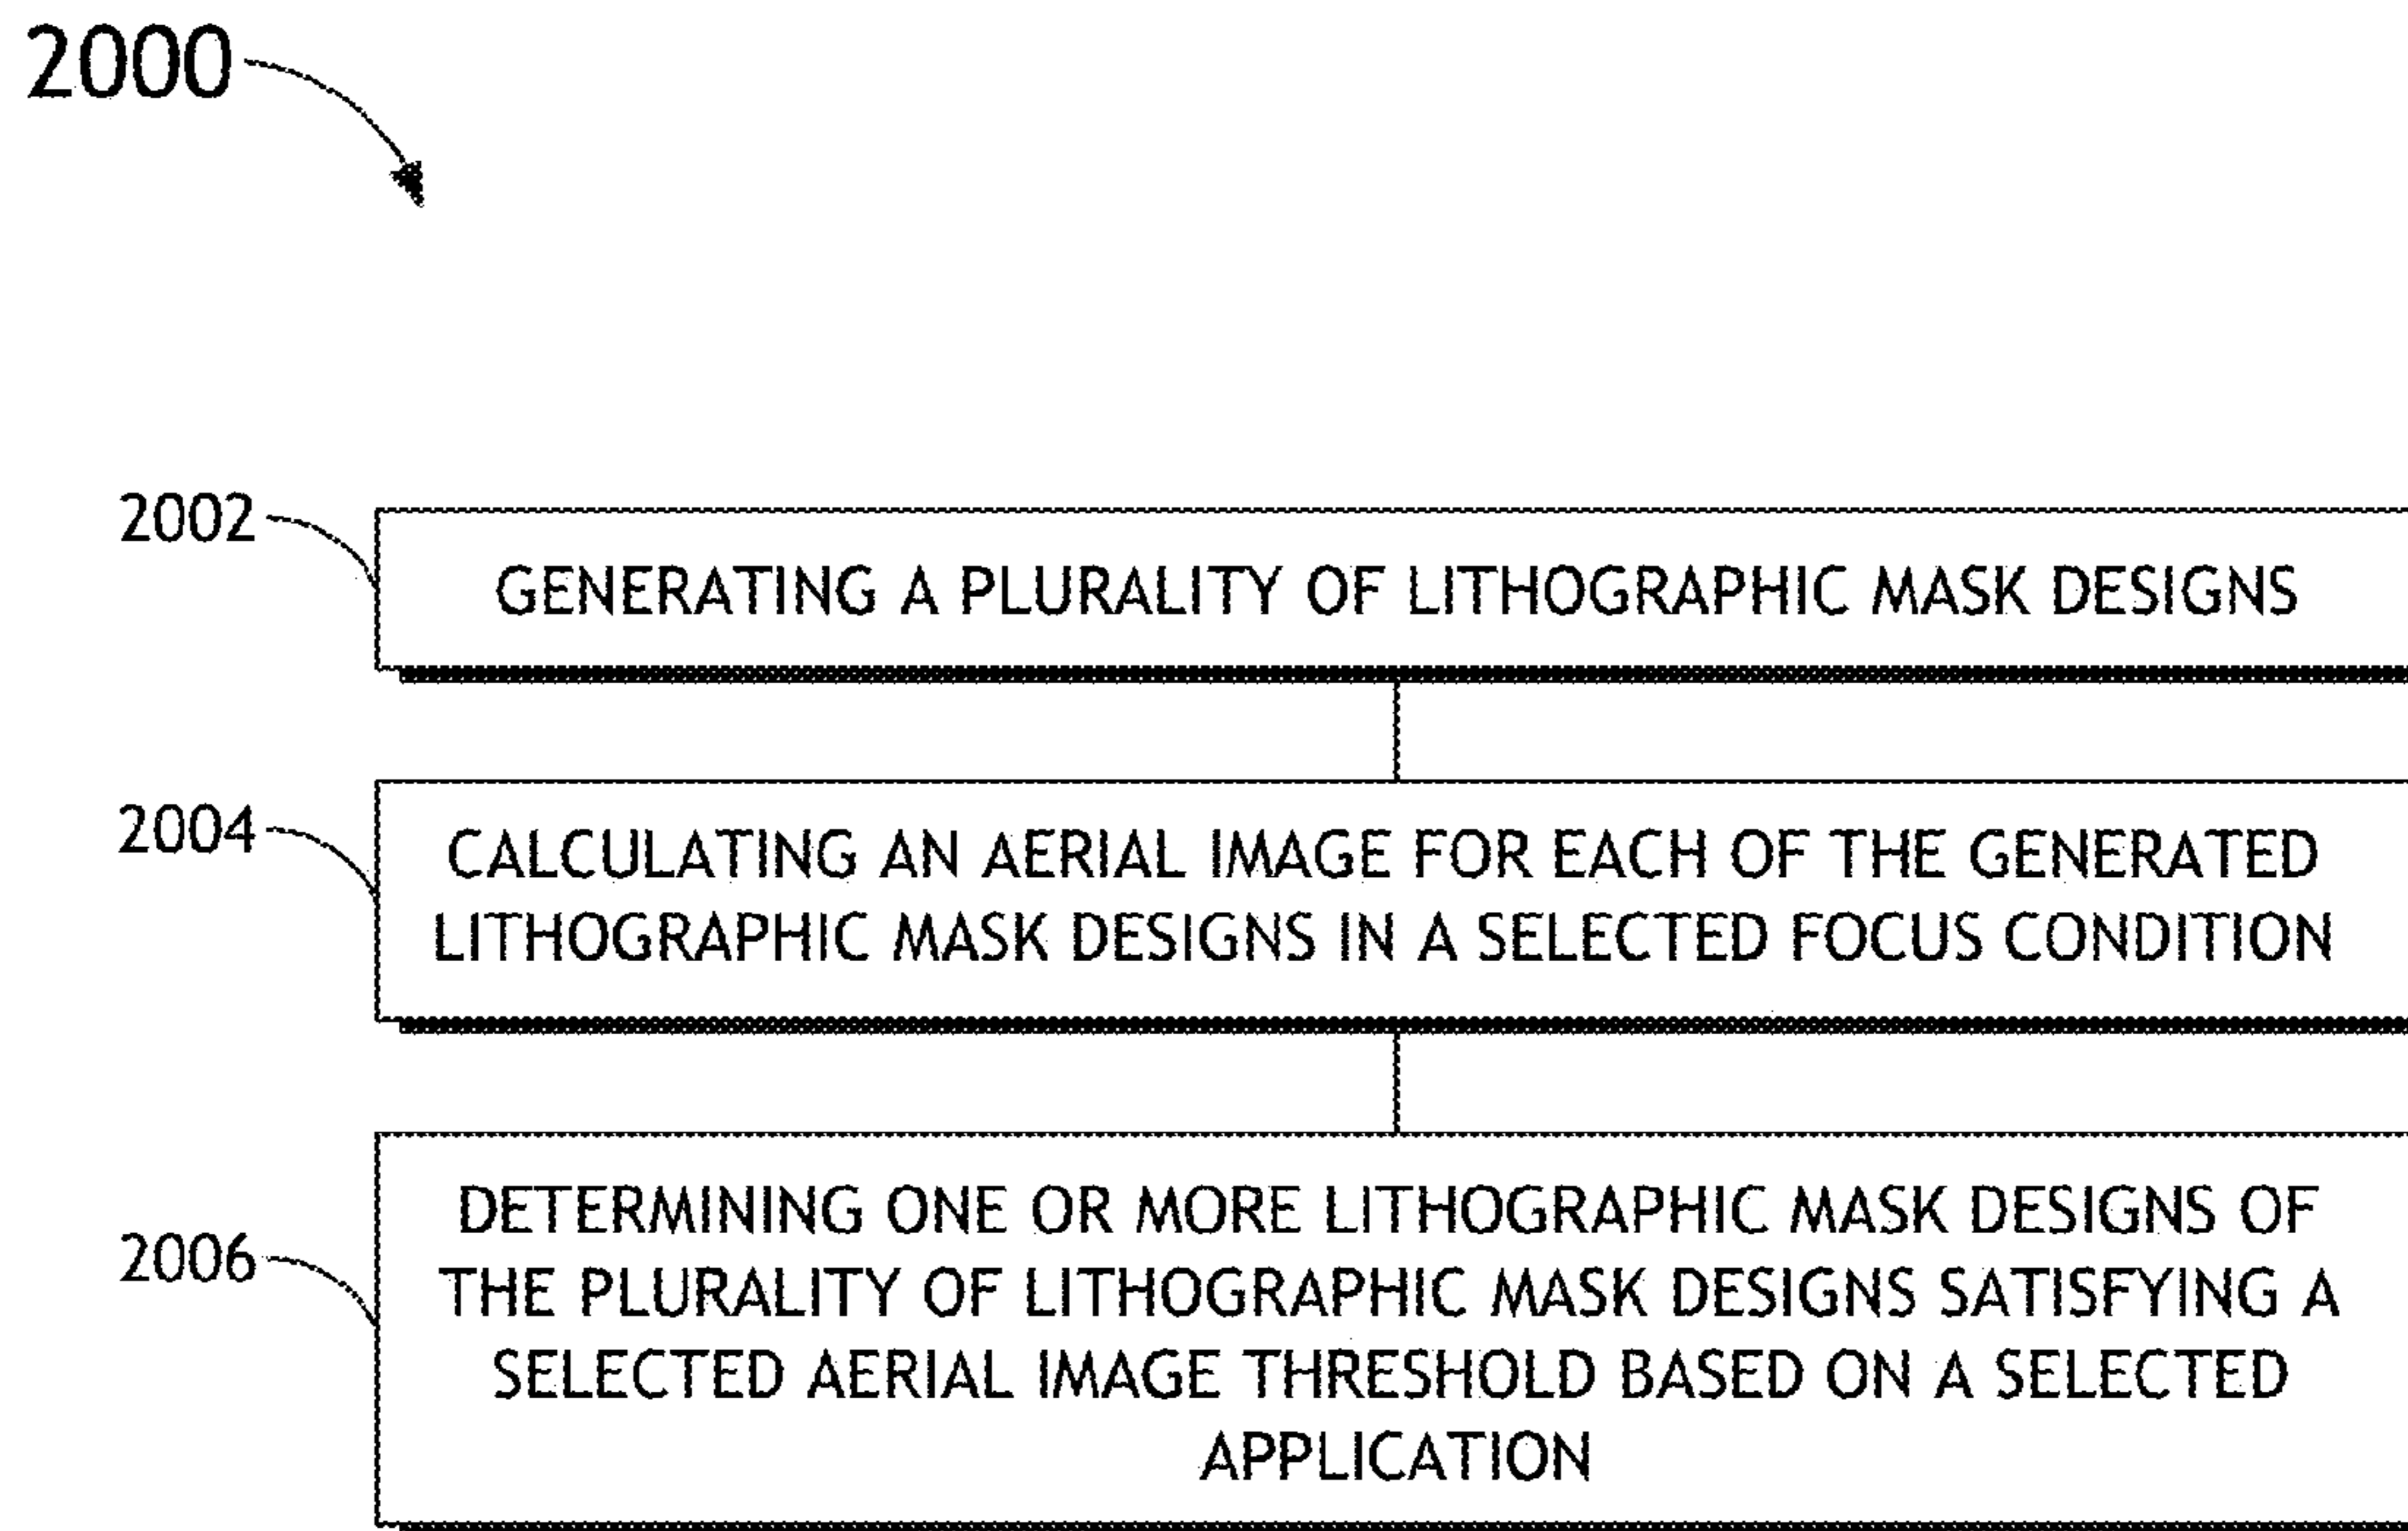 2000
2002
GENERATING A PLURALITY OF LITHOGRAPHIC MASK DESIGNS
2004
CALCULATING AN AERIAL IMAGE FOR EACH OF THE GENERATED
LITHOGRAPHIC MASK DESIGNS IN A SELECTED FOCUS CONDITION
2006
DETERMINING ONE OR MORE LITHOGRAPHIC MASK DESIGNS OF
THE PLURALITY OF LITHOGRAPHIC MASK DESIGNS SATISFYING A
SELECTED AERIAL IMAGE THRESHOLD BASED ON A SELECTED
APPLICATION